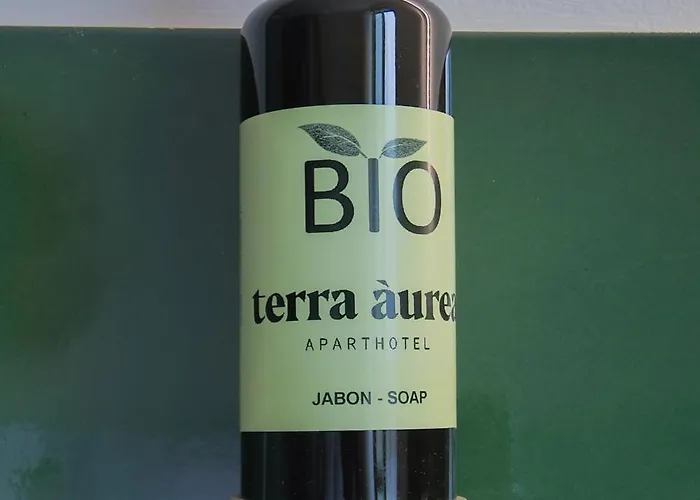 BIO
terra àurea
APARTHOTEL
JABON - SOAP